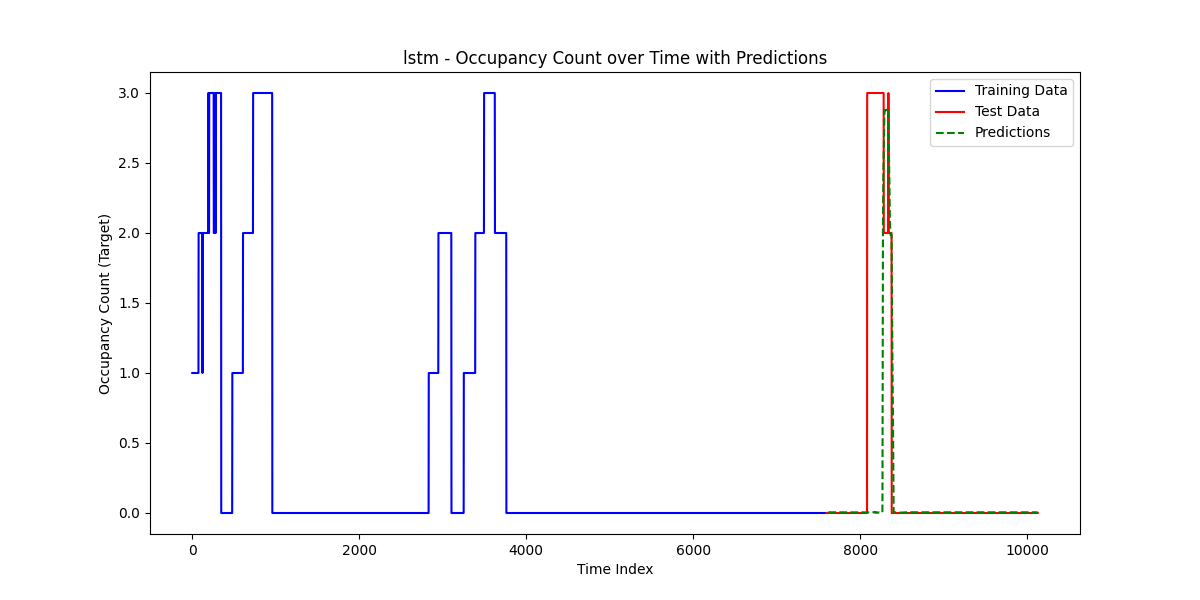 lstm - Occupancy Count over Time with Predictions
Training Data
Test Data
Predictions
Occupancy Count (Target)
3.0
2.5
2.0
1.5
1.0
0.5
0.0
0 2000 4000 6000 8000 10000
Time Index